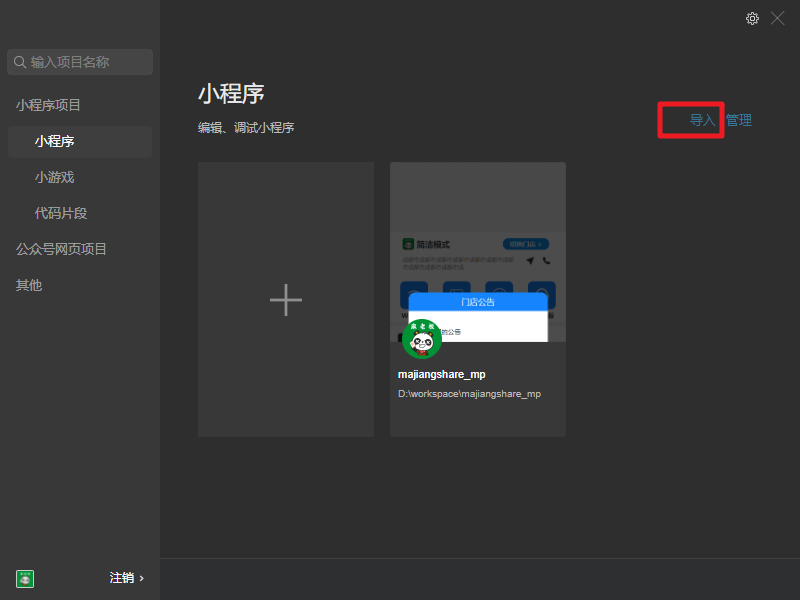 输入项目名称
小程序项目
小程序
小游戏
代码片段
公众号网页项目
其他
注销 ›
小程序
编辑、调试小程序
导入 管理
简洁模式
门店公告
的公告
majiangshare_mp
D:\workspace\majiangshare_mp